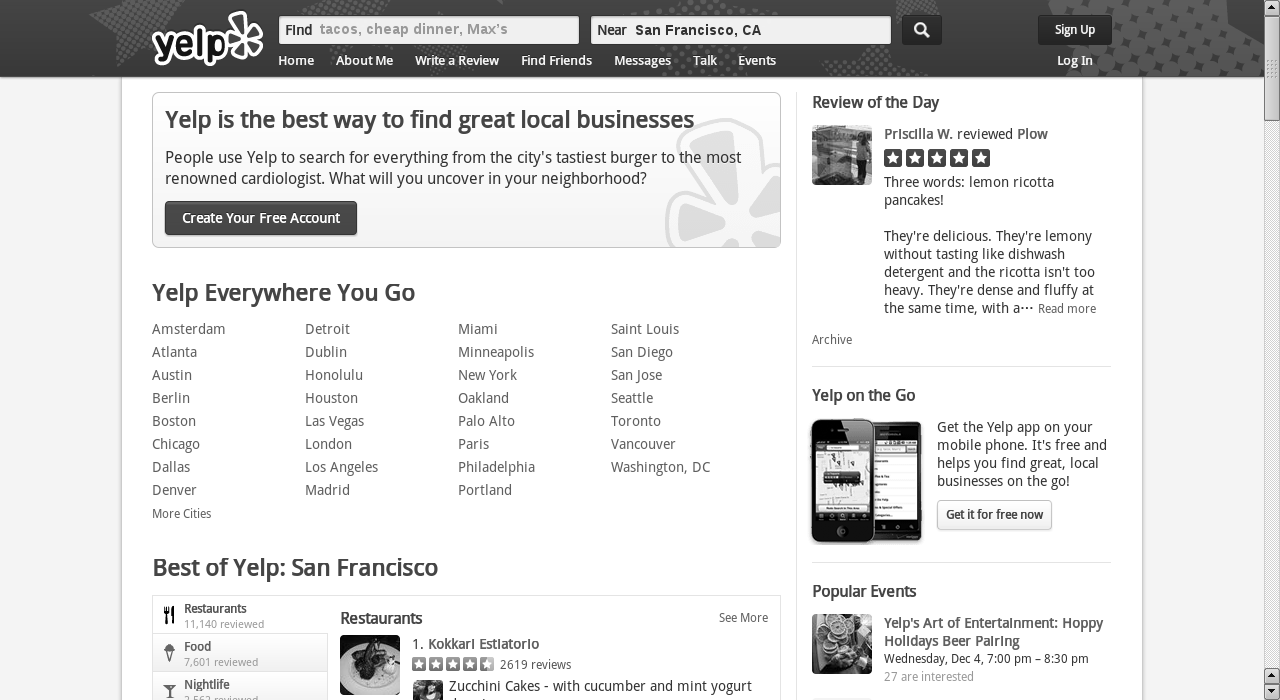 yelp
Find tacos, cheap dinner, Max's
Near San Francisco, CA
Sign Up
Home About Me Write a Review Find Friends Messages Talk Events
Log In
Yelp is the best way to find great local businesses
People use Yelp to search for everything from the city's tastiest burger to the most
renowned cardiologist. What will you uncover in your neighborhood?
Create Your Free Account
Yelp Everywhere You Go
Amsterdam Detroit Miami Saint Louis
Atlanta Dublin Minneapolis San Diego
Austin Honolulu New York San Jose
Berlin Houston Oakland Seattle
Boston Las Vegas Palo Alto Toronto
Chicago London Paris Vancouver
Dallas Los Angeles Philadelphia Washington, DC
Denver Madrid Portland
More Cities
Best of Yelp: San Francisco
Restaurants
11,140 reviewed
Food
7,601 reviewed
Nightlife
Restaurants
See More
1. Kokkari Estiatorio
2619 reviews
Zucchini Cakes - with cucumber and mint yogurt
Review of the Day
Priscilla W. reviewed Plow
Three words: lemon ricotta
pancakes!
They're delicious. They're lemony
without tasting like dishwash
detergent and the ricotta isn't too
heavy. They're dense and fluffy at
the same time, with a… Read more
Archive
Yelp on the Go
Get the Yelp app on your
mobile phone. It's free and
helps you find great, local
businesses on the go!
Get it for free now
Popular Events
Yelp's Art of Entertainment: Hoppy
Holidays Beer Pairing
Wednesday, Dec 4, 7:00 pm – 8:30 pm
27 are interested